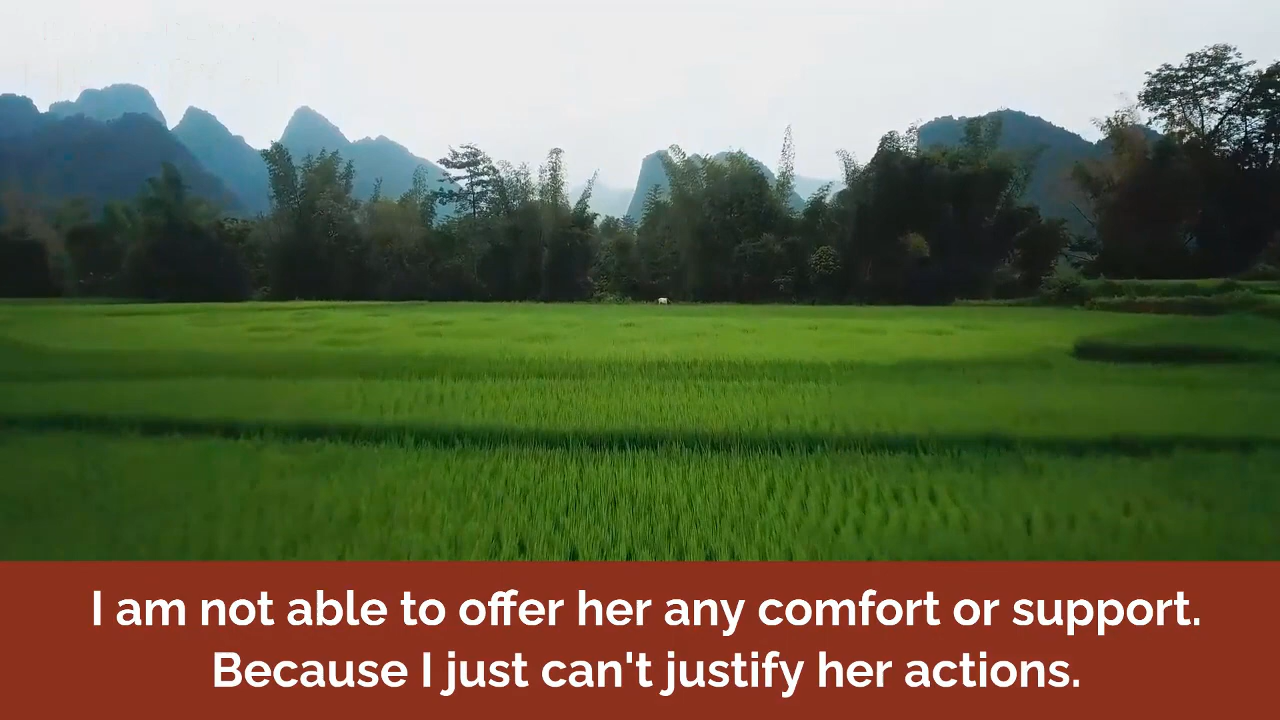 I am not able to offer her any comfort or support.
Because I just can't justify her actions.